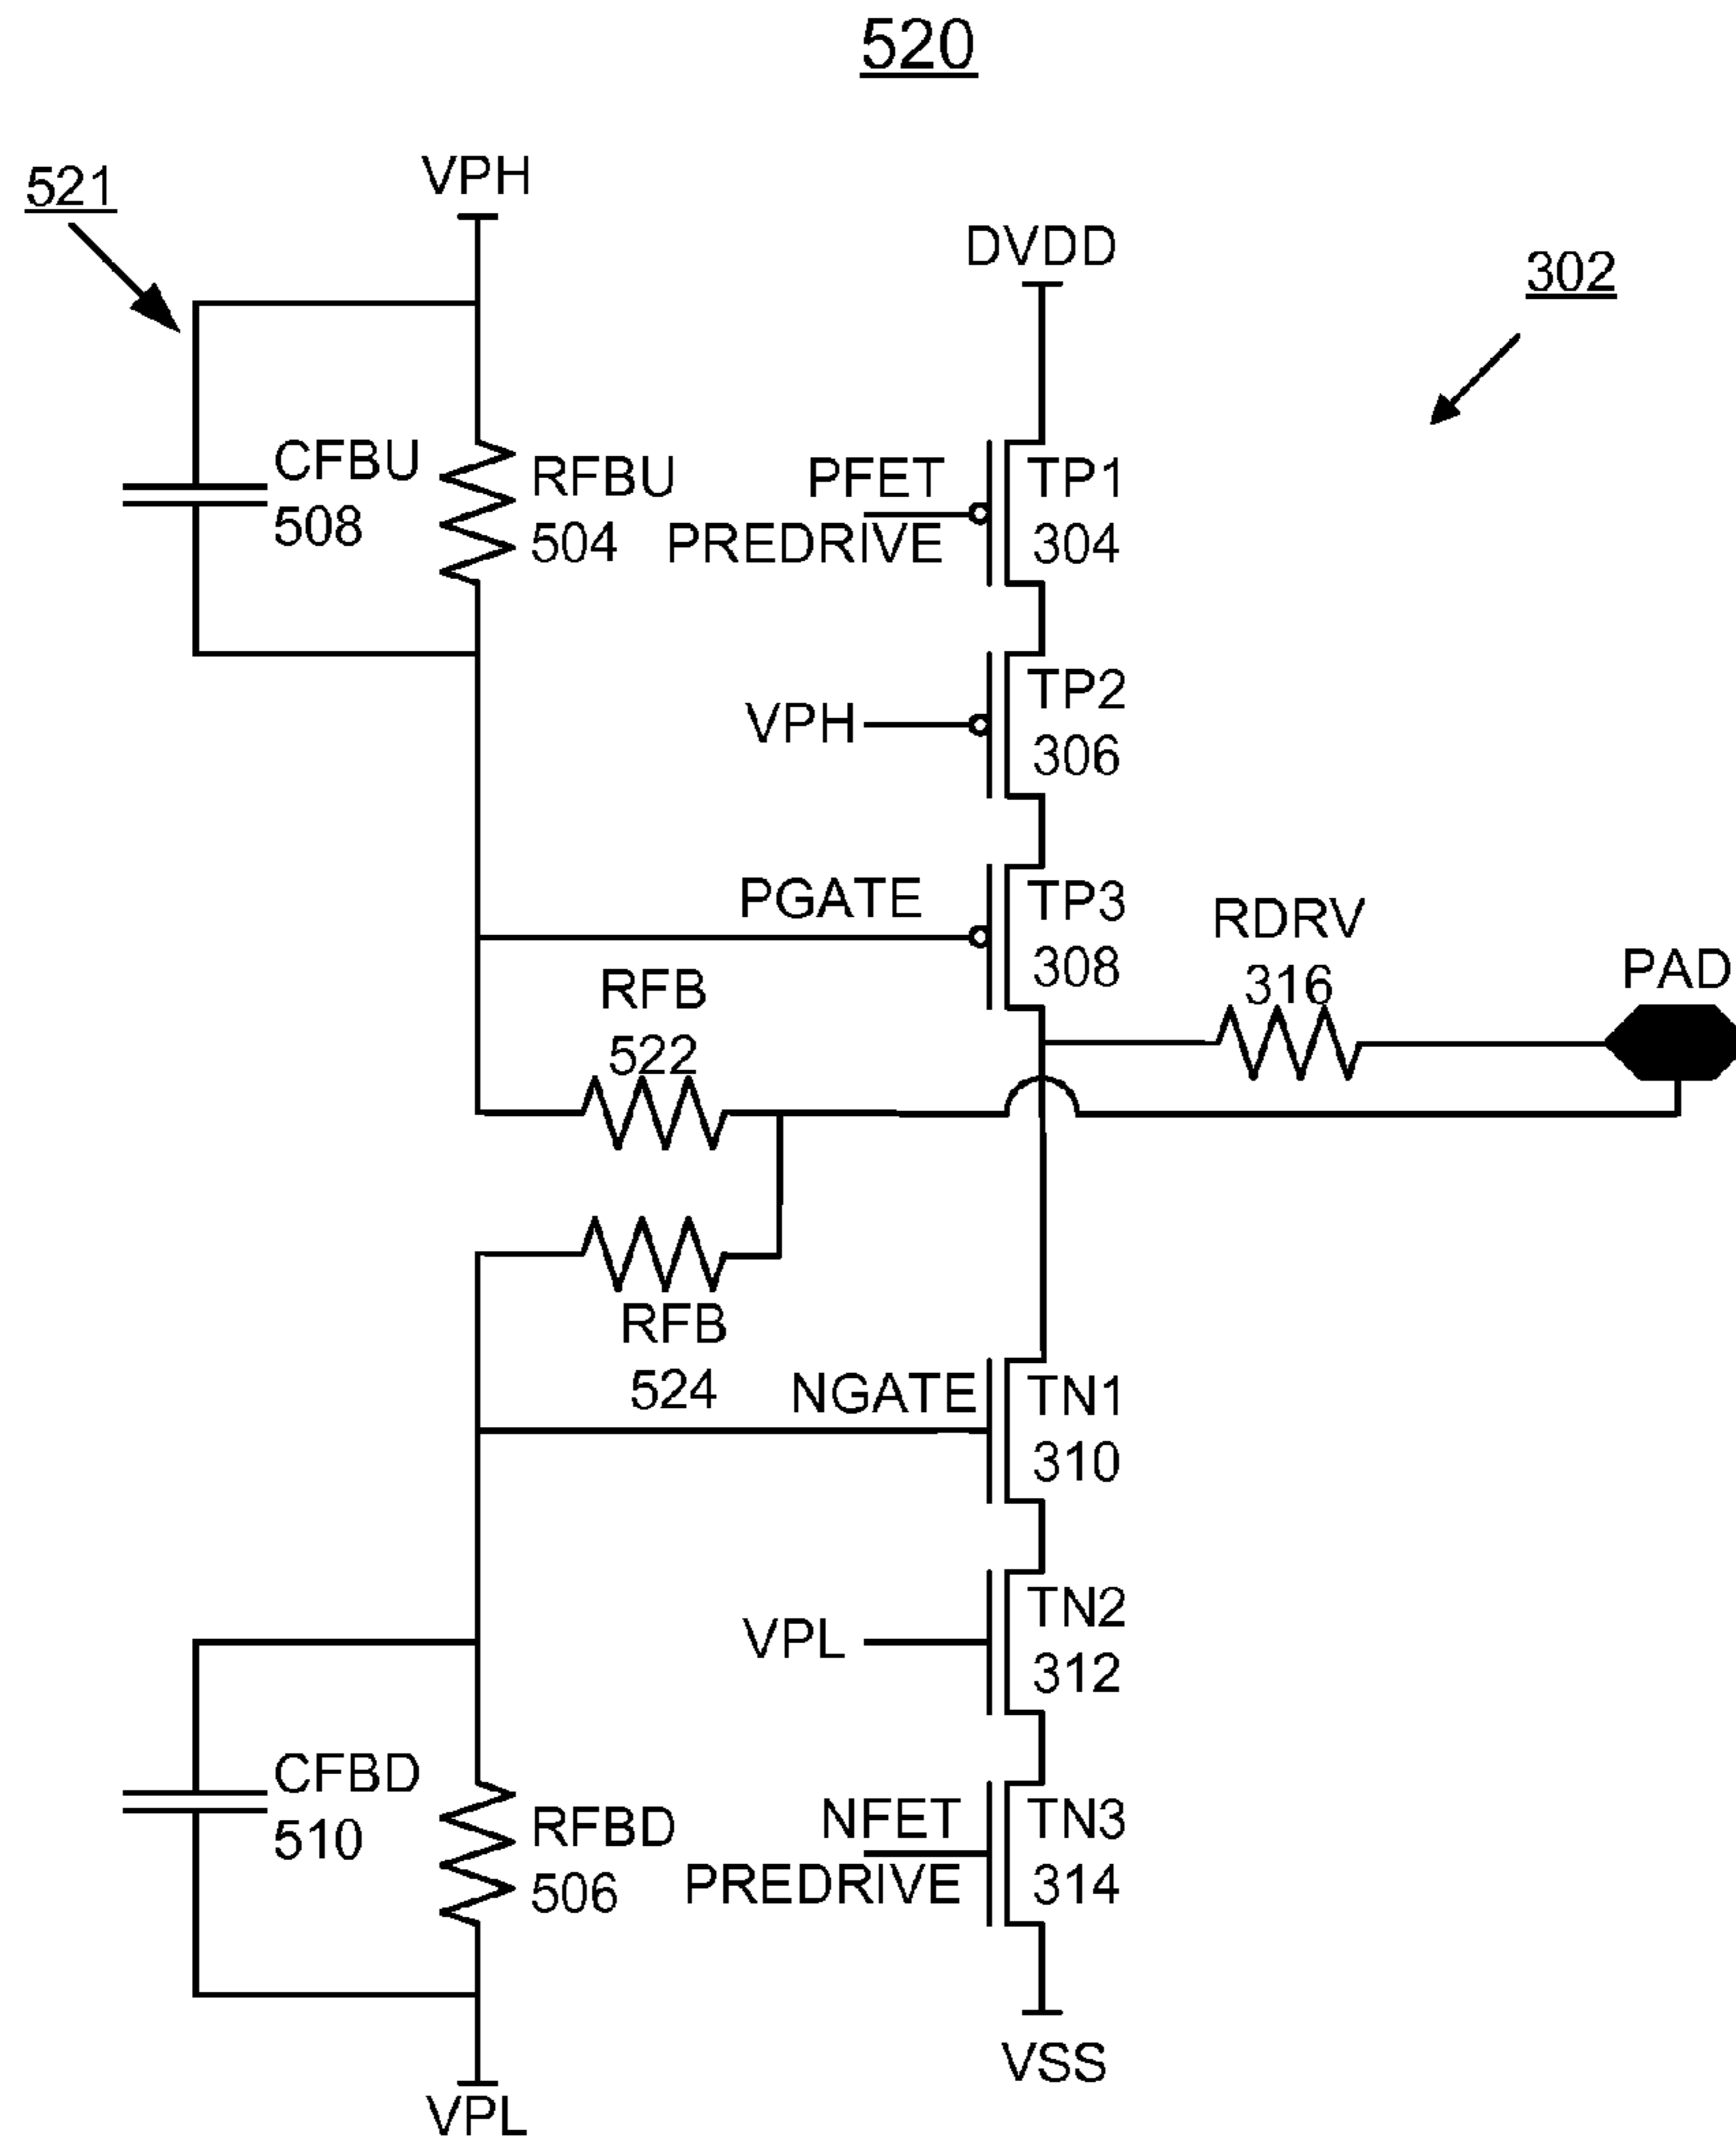 520
521
VPH
DVDD
302
CFBU
508
RFBU
504
PFET
PREDRIVE
TP1
304
VPH
TP2
306
PGATE
TP3
308
RDRV
316
PAD
RFB
522
RFB
524
NGATE
TN1
310
VPL
TN2
312
CFBD
510
RFBD
506
NFET
PREDRIVE
TN3
314
VSS
VPL